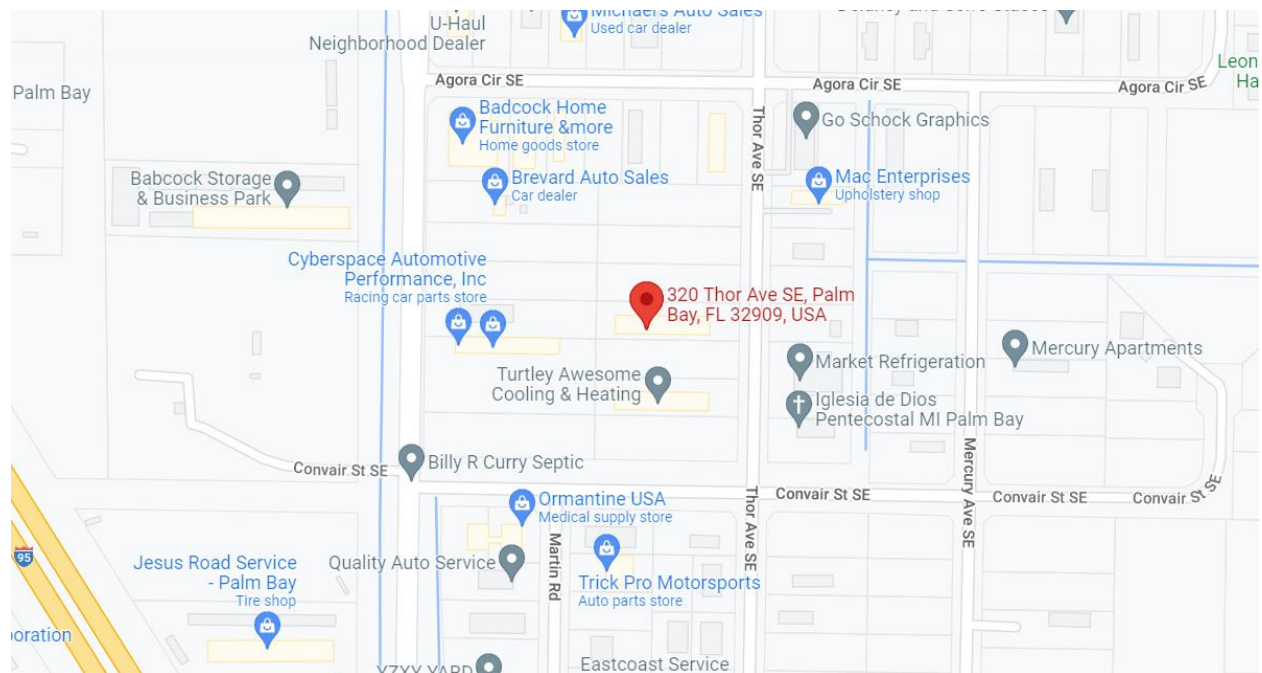 Michaels Auto Sales
Used car dealer
U-Haul
Neighborhood Dealer
Leon
Ha
Palm Bay
Agora Cir SE
Agora Cir SE
Agora Cir SE
Badcock Home
Furniture &more
Home goods store
Thor Ave SE
Go Schock Graphics
Babcock Storage
& Business Park
Brevard Auto Sales
Car dealer
Mac Enterprises
Upholstery shop
Cyberspace Automotive
Performance, Inc
Racing car parts store
320 Thor Ave SE, Palm
Bay, FL 32909, USA
Market Refrigeration
Mercury Apartments
Turtley Awesome
Cooling & Heating
Iglesia de Dios
Pentecostal MI Palm Bay
Convair St SE
Billy R Curry Septic
Mercury Ave SE
Convair St SE
Convair St SE
Convair St SE
Ormantine USA
Medical supply store
Thor Ave SE
95
Jesus Road Service
- Palm Bay
Tire shop
Quality Auto Service
Martin Rd
Trick Pro Motorsports
Auto parts store
poration
YZXY YARD
Eastcoast Service